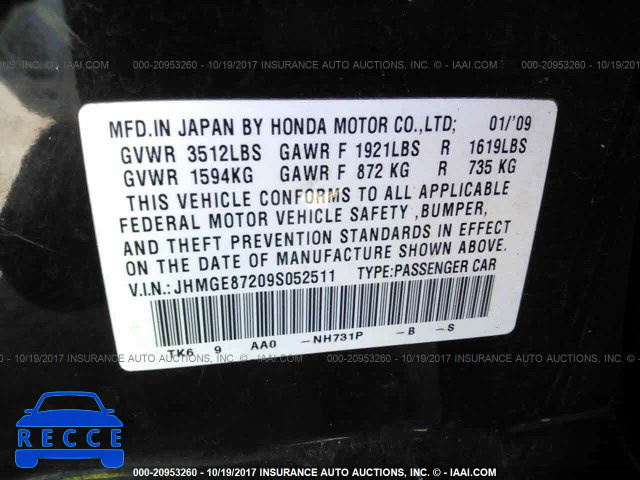 000-20953260 - 10/19/2017 INSURANCE AUTO AUCTIONS, INC. © - IAAI.COM
MFD.IN JAPAN BY HONDA MOTOR CO.,LTD; 01/'09
GVWR 3512LBS GAWR F 1921LBS R 1619LBS
GVWR 1594KG GAWR F 872 KG R 735 KG
THIS VEHICLE CONFORMS TO ALL APPLICABLE
FEDERAL MOTOR VEHICLE SAFETY ,BUMPER,
AND THEFT PREVENTION STANDARDS IN EFFECT
ON THE DATE OF MANUFACTURE SHOWN ABOVE.
V.I.N.:JHMGE87209S052511 TYPE:PASSENGER CAR
TK6 9 AA0 -NH731P -B -S
000-20953260 - 10/19/2017 INSURANCE AUTO AUCTIONS, INC. © - IAAI.COM
RECCE
000-20953260 - 10/19/2017 INSURANCE AUTO AUCTIONS, INC. © - IAAI.COM